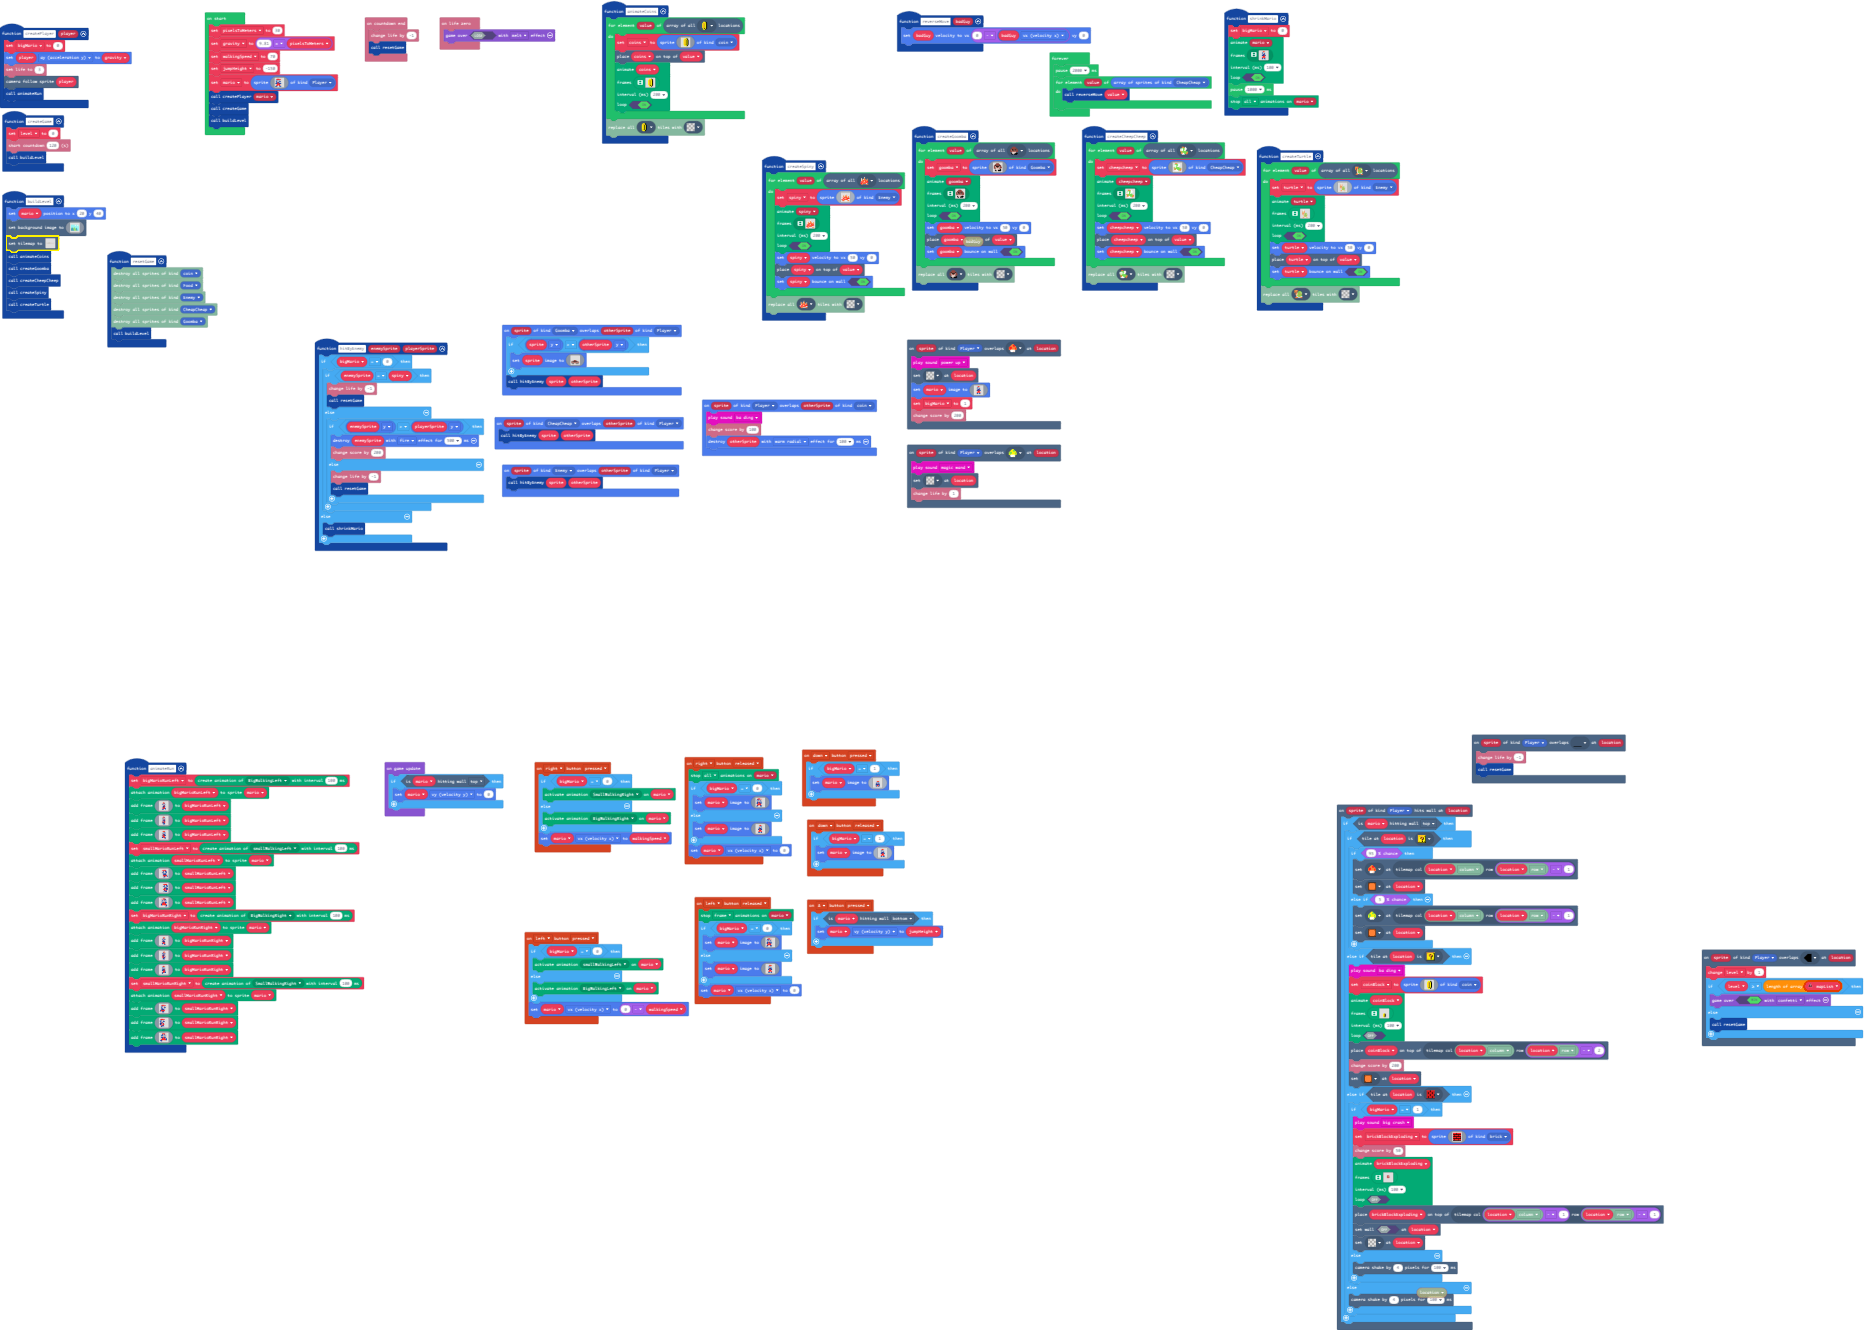 function createPlayer player
set bigMario to 0
set player ay (acceleration y) to gravity
set life to 3
camera follow sprite player
call animateRun
function createGame
set level to 0
start countdown 120 (s)
call buildLevel
function buildLevel
set mario position to x 20 y
set background image to
set tilemap to
call animateCoins
call createGoomba
call createCheepCheep
call createSpiny
call createTurtle
function resetGame
destroy all sprites of kind coin
destroy all sprites of kind Food
destroy all sprites of kind Enemy
destroy all sprites of kind CheepCheep
destroy all sprites of kind Goomba
call buildLevel
on start
set pixelsToMeters to
set gravity to 9.81 x pixelsToMeters
set walkingSpeed to 70
set jumpHeight to -150
set mario to sprite of kind Player
call createPlayer mario
call createGame
call buildLevel
on countdown end
change life by -1
call resetGame
on life zero
game over with melt effect
function animateCoins
for element value of array of all locations
do
set coins to sprite of kind coin
place coins on top of value
animate coins
frames
interval (ms) 200
loop
replace all tiles with
function reverseMove badGuy
set badGuy velocity to vx 0 - badGuy vx (velocity x) vy 0
forever
pause 2000 ms
for element value of array of sprites of kind CheepCheep
do
call reverseMove value
function shrinkMario
set bigMario to 0
animate mario
frames
interval (ms) 100
loop
pause 1000 ms
stop all animations on mario
function createSpiny
for element value of array of all locations
do
set spiny to sprite of kind Enemy
animate spiny
frames
interval (ms) 200
loop
set spiny velocity to vx 50 vy 0
place spiny on top of value
set spiny bounce on wall
replace all tiles with
function createGoomba
for element value of array of all locations
do
set goomba to sprite of kind Goomba
animate goomba
frames
interval (ms) 200
loop
set goomba velocity to vx 50 vy 0
place goomba badGuy of value
set goomba bounce on wall
replace all tiles with
function createCheepCheep
for element value of array of all locations
do
set cheepcheep to sprite of kind CheepCheep
animate cheepcheep
frames
interval (ms) 200
loop
set cheepcheep velocity to vx 50 vy 0
place cheepcheep on top of value
set cheepcheep bounce on wall
replace all tiles with
function createTurtle
for element value of array of all locations
do
set turtle to sprite of kind Enemy
animate turtle
frames
interval (ms) 200
loop
set turtle velocity to vx 50 vy 0
place turtle on top of value
set turtle bounce on wall
replace all tiles with
function hitByEnemy enemySprite playerSprite
if bigMario = 0 then
if enemySprite = spiny then
change life by -1
call resetGame
else
if enemySprite y playerSprite y then
destroy enemySprite with fire effect for 500 ms
change score by 200
else
change life by -1
call resetGame
else
call shrinkMario
on sprite of kind Goomba overlaps otherSprite of kind Player
if sprite y otherSprite y then
set sprite image to
call hitByEnemy sprite otherSprite
on sprite of kind CheepCheep overlaps otherSprite of kind Player
call hitByEnemy sprite otherSprite
on sprite of kind Enemy overlaps otherSprite of kind Player
call hitByEnemy sprite otherSprite
on sprite of kind Player overlaps otherSprite of kind coin
play sound ba ding
change score by 100
destroy otherSprite with warm radial effect for 200 ms
on sprite of kind Player overlaps at location
play sound power up
set at location
set mario image to
set bigMario to 1
change score by 200
on sprite of kind Player overlaps at location
play sound magic wand
set at location
change life by 1
function animateRun
set bigMarioRunLeft to create animation of BigWalkingLeft with interval 100 ms
attach animation bigMarioRunLeft to sprite mario
add frame to bigMarioRunLeft
add frame to bigMarioRunLeft
add frame to bigMarioRunLeft
set smallMarioRunLeft to create animation of smallWalkingLeft with interval 100 ms
attach animation smallMarioRunLeft to sprite mario
add frame to smallMarioRunLeft
add frame to smallMarioRunLeft
add frame to smallMarioRunLeft
set bigMarioRunRight to create animation of BigWalkingRight with interval 100 ms
attach animation bigMarioRunRight to sprite mario
add frame to bigMarioRunRight
add frame to bigMarioRunRight
add frame to bigMarioRunRight
set smallMarioRunRight to create animation of SmallWalkingRight with interval 100 ms
attach animation smallMarioRunRight to sprite mario
add frame to smallMarioRunRight
add frame to smallMarioRunRight
add frame to smallMarioRunRight
on game update
if is mario hitting wall top then
set mario vy (velocity y) to 0
on right button pressed
if bigMario = 0 then
activate animation SmallWalkingRight on mario
else
activate animation BigWalkingRight on mario
set mario vx (velocity x) to walkingSpeed
on right button released
stop all animations on mario
if bigMario = 0 then
set mario image to
else
set mario image to
set mario vx (velocity x) to 0
on down button pressed
if bigMario = 1 then
set mario image to
on down button released
if bigMario = 1 then
set mario image to
on left button pressed
if bigMario = 0 then
activate animation smallWalkingLeft on mario
else
activate animation BigWalkingLeft on mario
set mario vx (velocity x) to 0 - walkingSpeed
on left button released
stop frame animations on mario
if bigMario = 0 then
set mario image to
else
set mario image to
set mario vx (velocity x) to 0
on A button pressed
if is mario hitting wall bottom then
set mario vy (velocity y) to jumpHeight
on sprite of kind Player overlaps at location
change life by -1
call resetGame
on sprite of kind Player hits wall at location
if is mario hitting wall top then
if tile at location is then
if % chance then
set at tilemap col location column row location row - 1
set at location
else if % chance then
set at tilemap col location column row location row - 1
set at location
else if tile at location is then
play sound ba ding
set coinBlock to sprite of kind coin
animate coinBlock
frames
interval (ms) 100
loop
place coinBlock on top of tilemap col location column row location row - 1
change score by 200
set at location
else if tile at location is then
if bigMario = 1 then
play sound big crash
set brickBlockExploding to sprite of kind brick
change score by 50
animate brickBlockExploding
frames
interval (ms) 100
loop
place brickBlockExploding on top of tilemap col location column row location row
set wall at location
set at location
else
camera shake by 4 pixels for ms
else
location
camera shake by 4 pixels for ms
on sprite of kind Player overlaps at location
change level by 1
if level length of array mapList then
game over with confetti effect
else
call resetGame